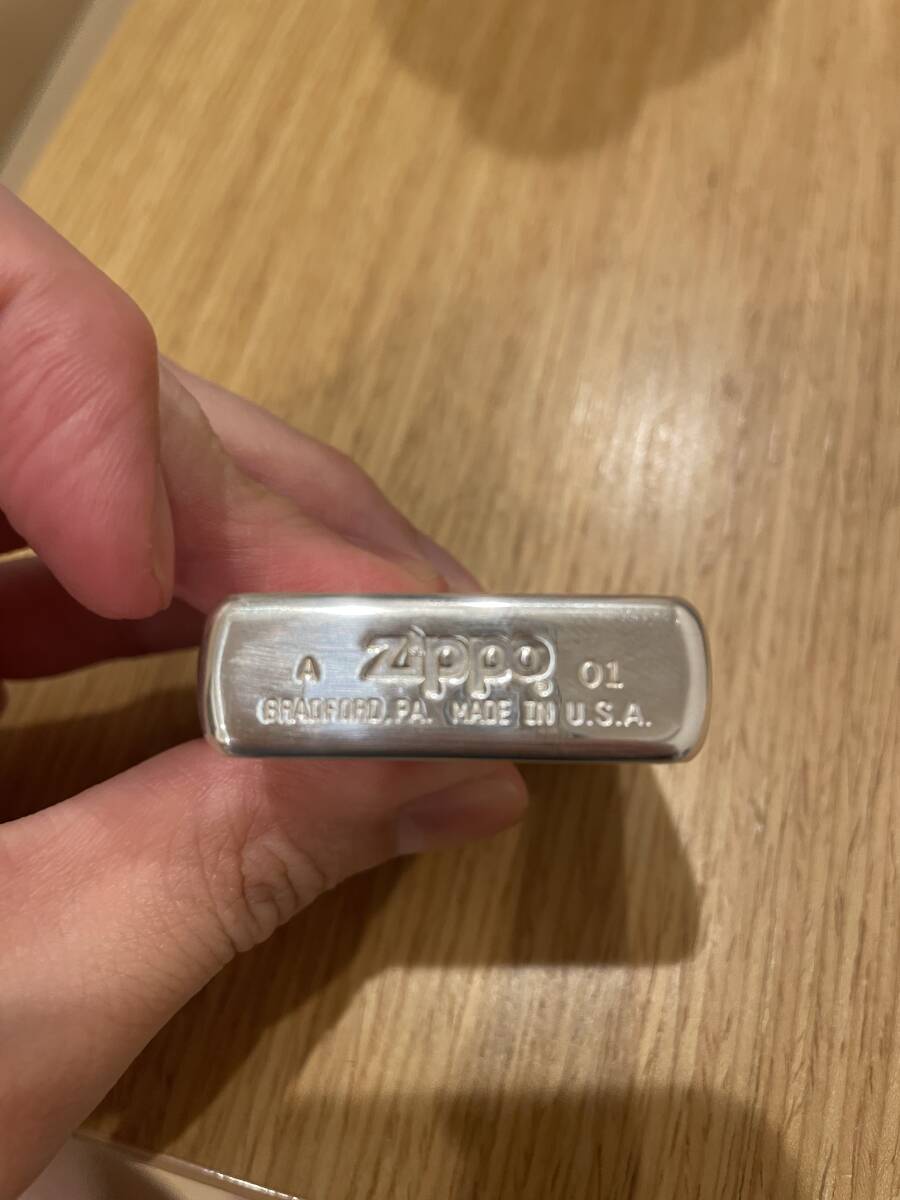 A Zippo® 01
BRADFORD, PA. MADE IN U.S.A.